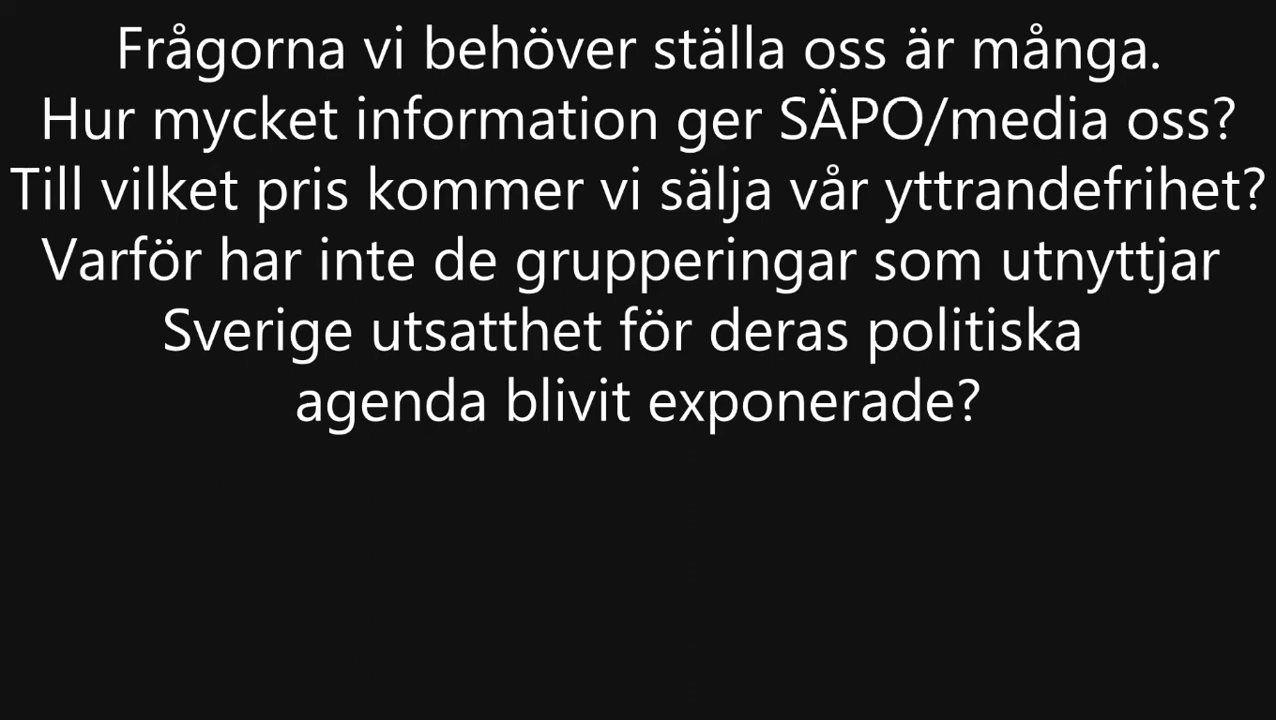 Frågorna vi behöver ställa oss är många.
Hur mycket information ger SÄPO/media oss?
Till vilket pris kommer vi sälja vår yttrandefrihet?
Varför har inte de grupperingar som utnyttjar
Sverige utsatthet för deras politiska
agenda blivit exponerade?